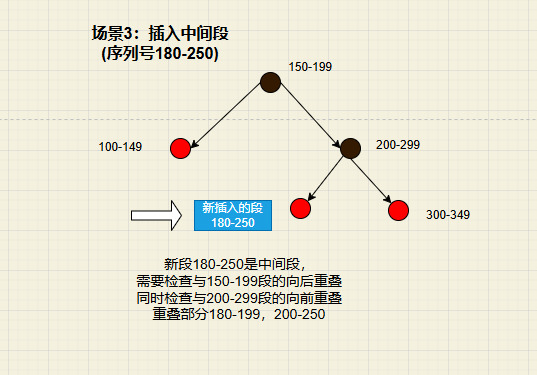 场景3：插入中间段
(序列号180-250)
150-199
100-149
200-299
新插入的段
180-250
300-349
新段180-250是中间段，
需要检查与150-199段的向后重叠
同时检查与200-299段的向前重叠
重叠部分180-199，200-250